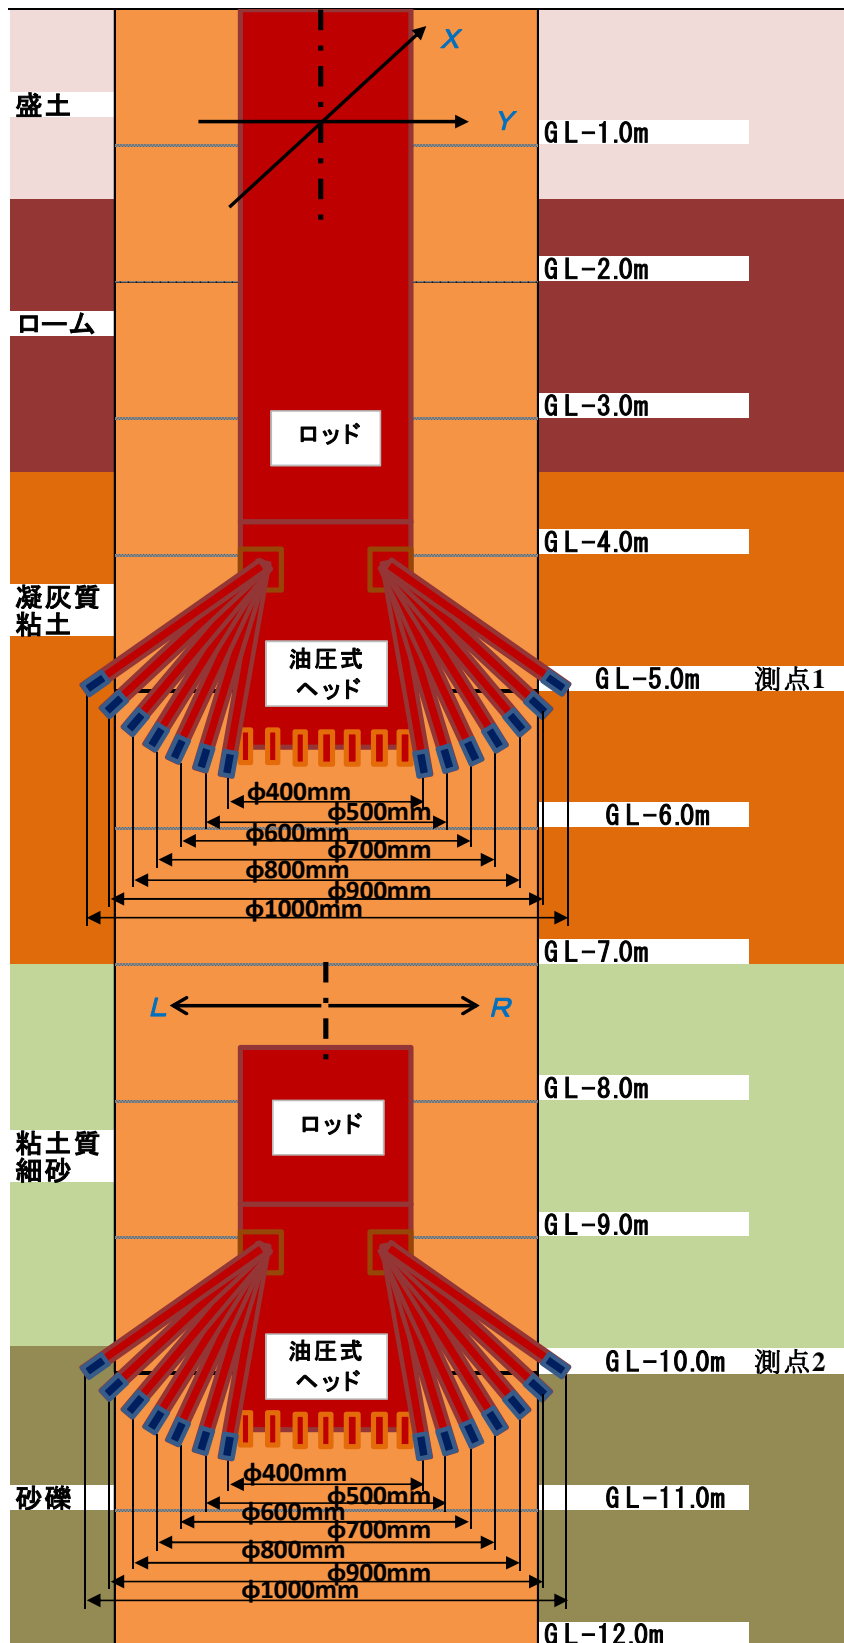 X
盛土
Y
GL-1.0m
GL-2.0m
ローム
GL-3.0m
ロッド
GL-4.0m
凝灰質
粘土
油圧式
ヘッド
GL-5.0m 測点1
φ400mm
φ500mm
GL-6.0m
φ600mm
φ700mm
φ800mm
φ900mm
φ1000mm
GL-7.0m
L
R
GL-8.0m
ロッド
粘土質
細砂
GL-9.0m
油圧式
ヘッド
GL-10.0m 測点2
φ400mm
φ500mm
砂礫
GL-11.0m
φ600mm
φ700mm
φ800mm
φ900mm
φ1000mm
GL-12.0m